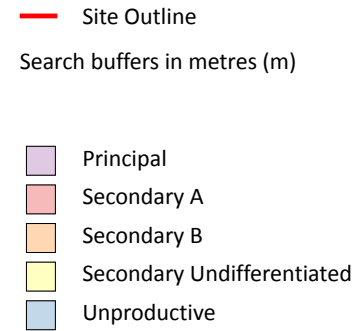 Site Outline
Search buffers in metres (m)
Principal
Secondary A
Secondary B
Secondary Undifferentiated
Unproductive